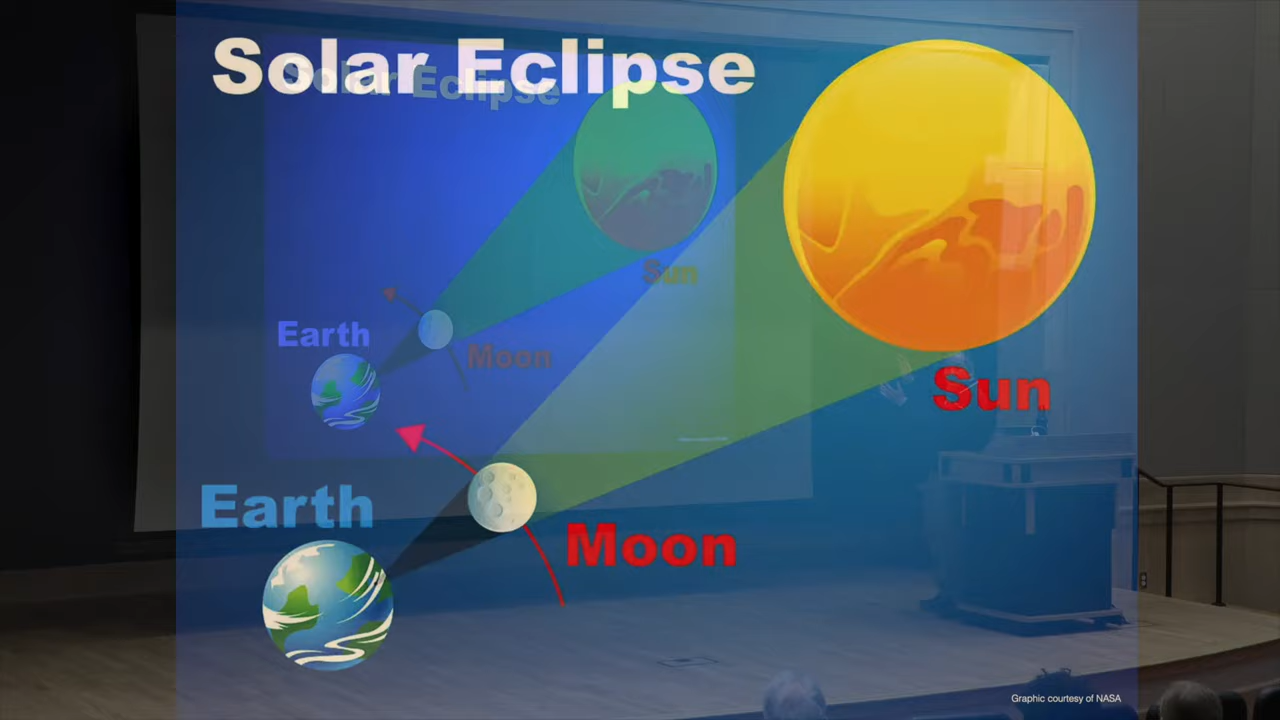 Solar Eclipse
Solar Eclipse
Sun
Earth
Moon
Sun
Earth
Moon
Graphic courtesy of NASA